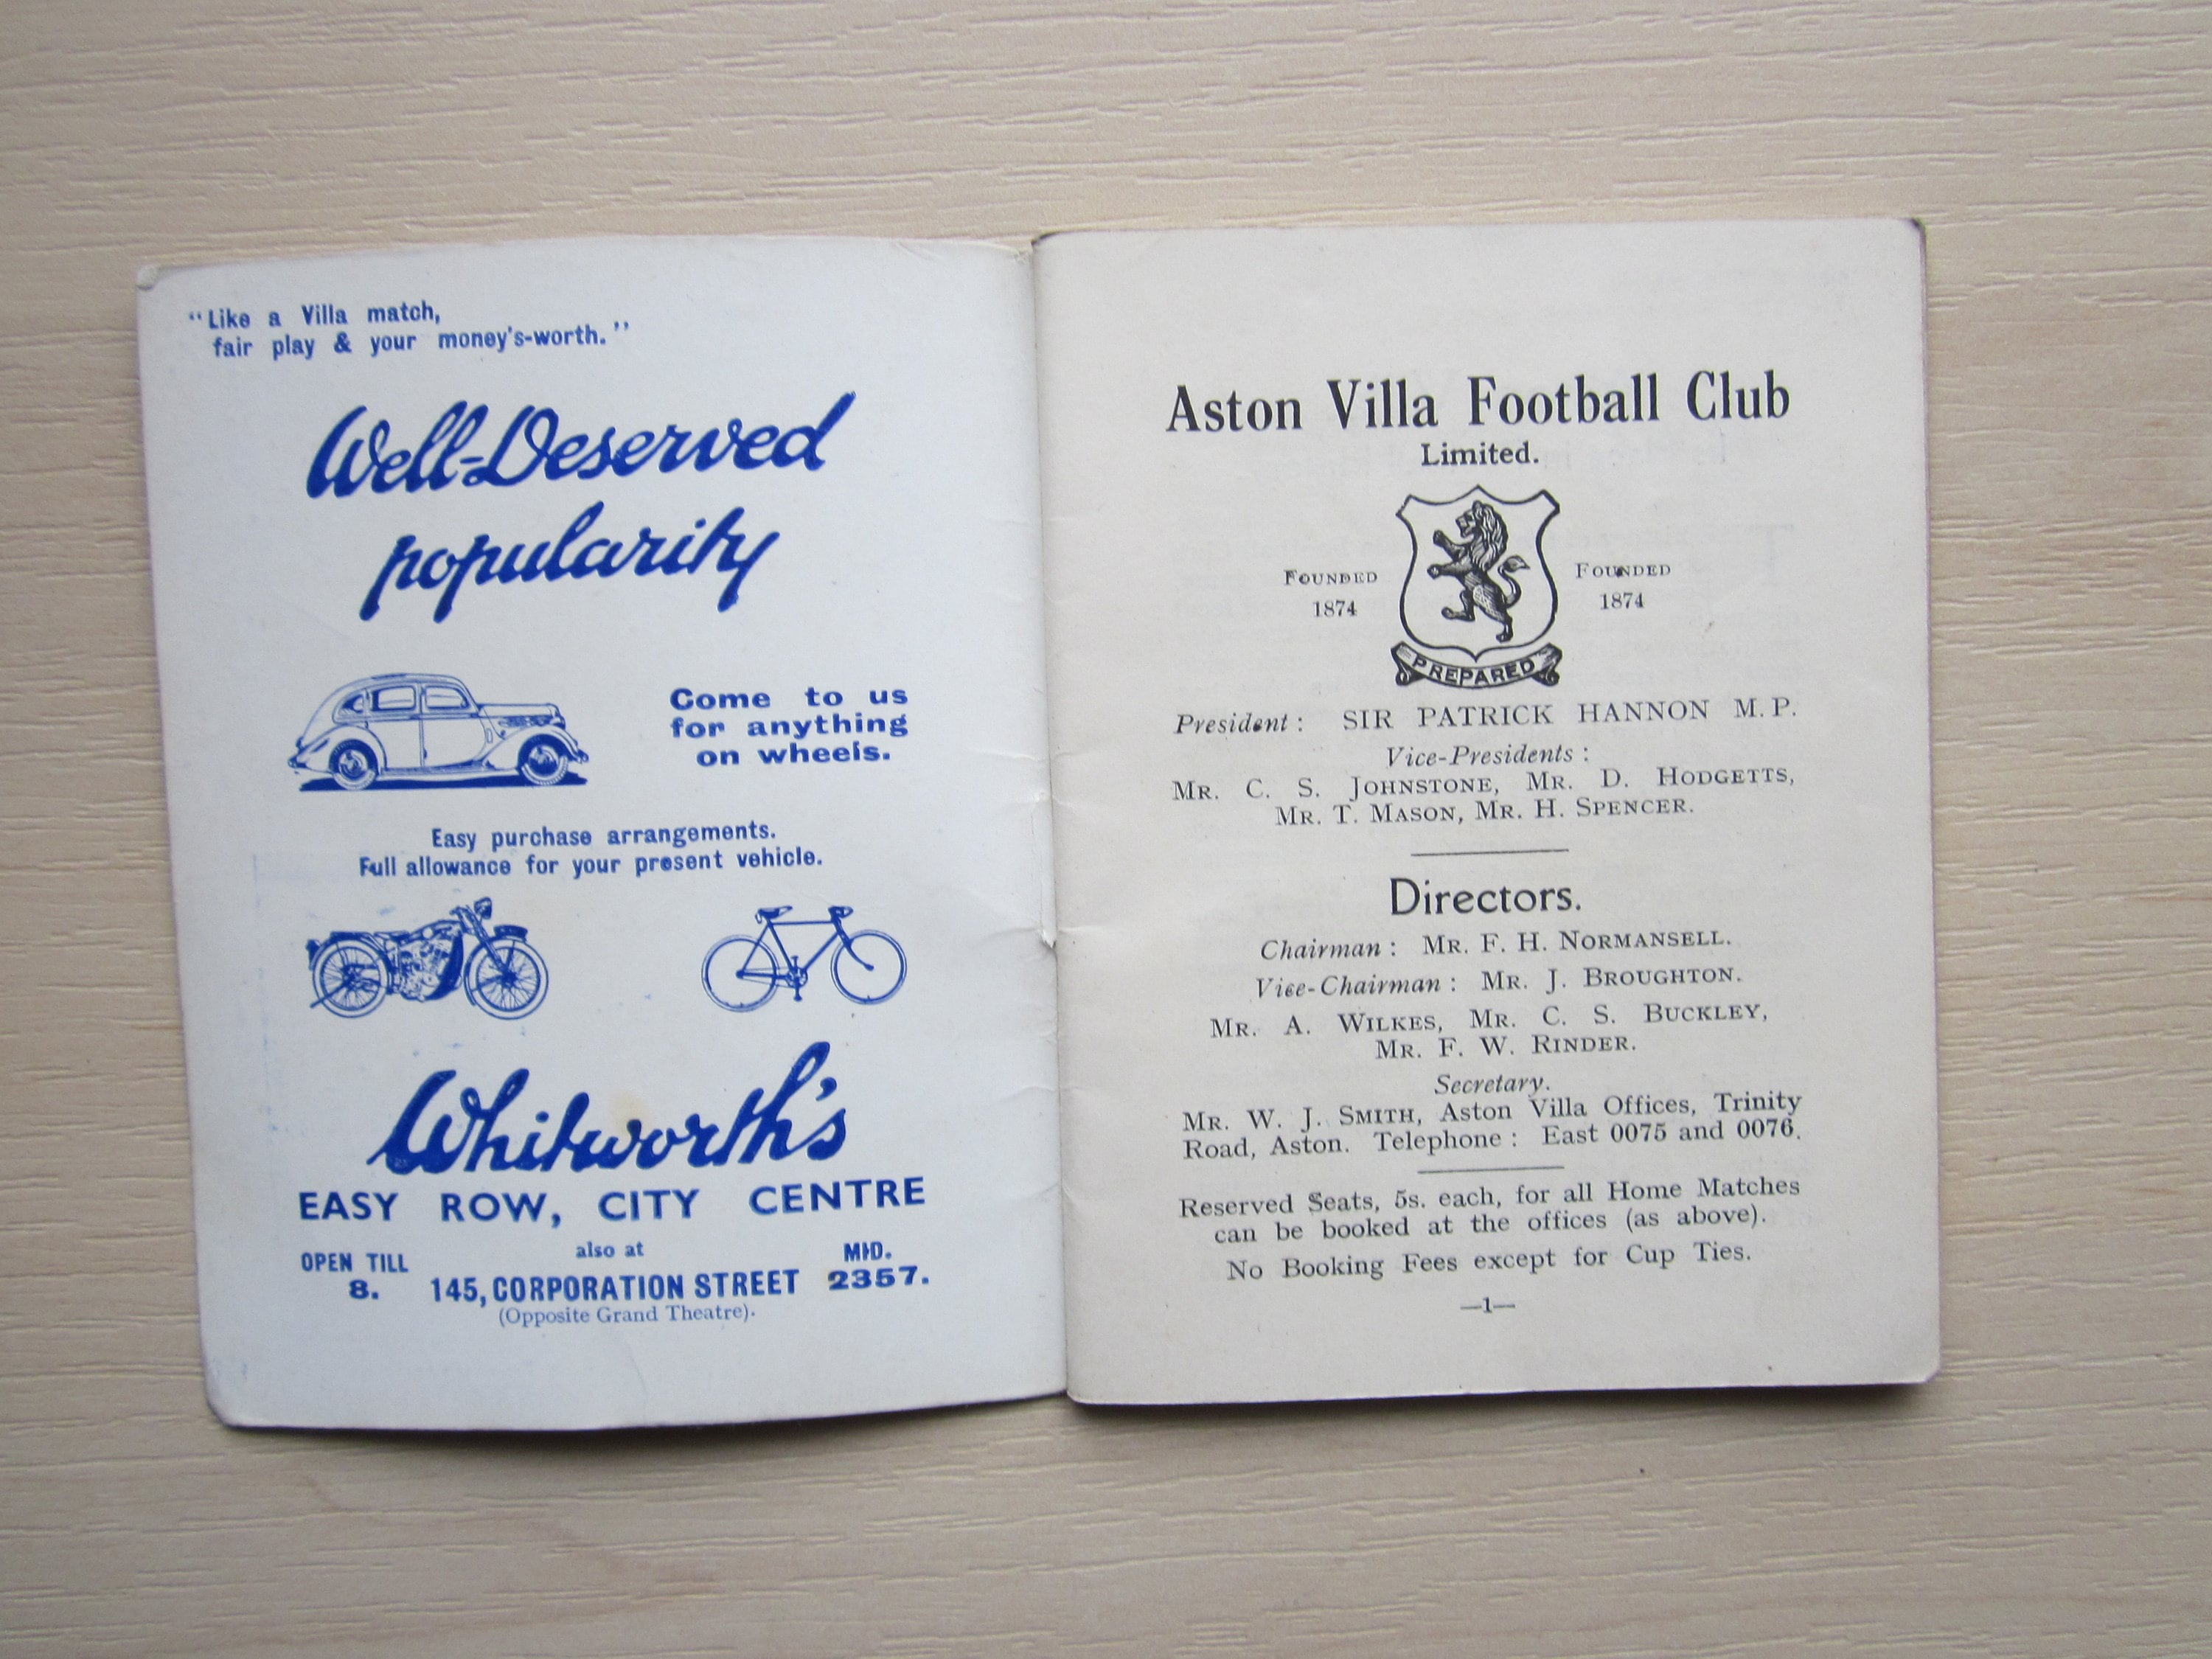 “Like a Villa match,
fair play & your money's-worth.”
Well-Deserved
popularity
Come to us
for anything
on wheels.
Easy purchase arrangements.
Full allowance for your present vehicle.
Whitworth's
EASY ROW, CITY CENTRE
OPEN TILL
8.
also at
145, CORPORATION STREET
(Opposite Grand Theatre).
MID.
2357.
Aston Villa Football Club
Limited.
FOUNDED
1874
FOUNDED
1874
PREPARED
President : SIR PATRICK HANNON M.P.
Vice-Presidents :
MR. C. S. JOHNSTONE, MR. D. HODGETTS,
MR. T. MASON, MR. H. SPENCER.
Directors.
Chairman : MR. F. H. NORMANSELL.
Vice-Chairman : MR. J. BROUGHTON.
MR. A. WILKES, MR. C. S. BUCKLEY,
MR. F. W. RINDER.
Secretary.
MR. W. J. SMITH, Aston Villa Offices, Trinity
Road, Aston. Telephone : East 0075 and 0076.
Reserved Seats, 5s. each, for all Home Matches
can be booked at the offices (as above).
No Booking Fees except for Cup Ties.
—1—